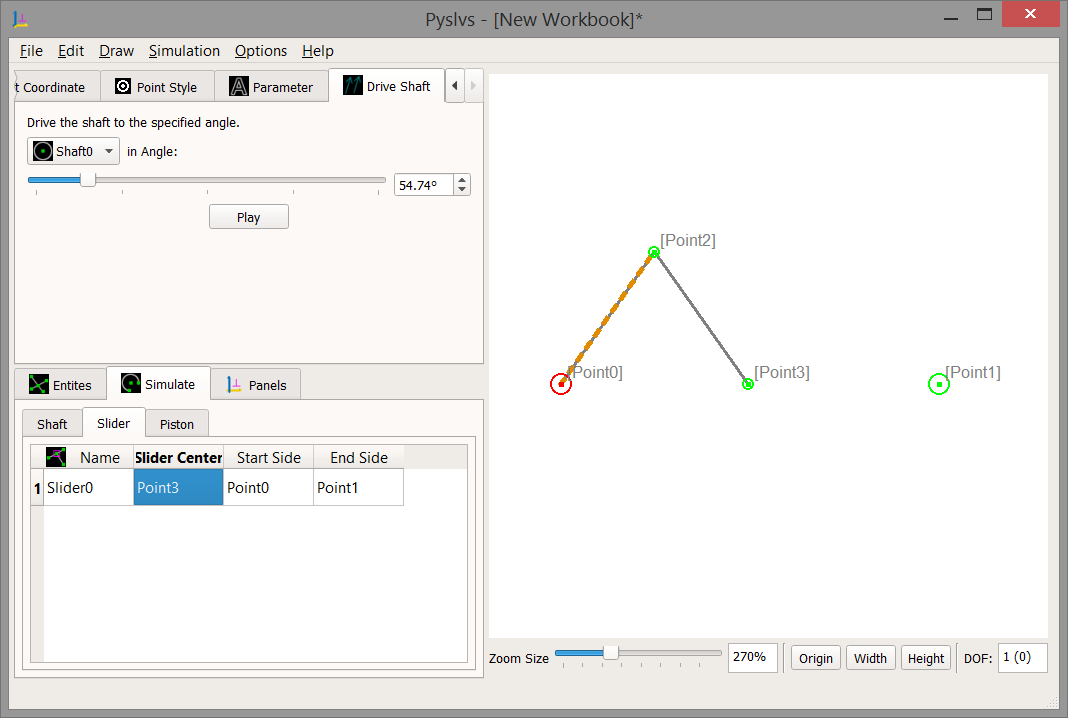 Pyslvs - [New Workbook]*
File Edit Draw Simulation Options Help
t Coordinate Point Style Parameter Drive Shaft
Drive the shaft to the specified angle.
Shaft0 in Angle:
54.74º
Play
Entites Simulate Panels
Shaft Slider Piston
Name Slider Center Start Side End Side
1 Slider0 Point3 Point0 Point1
[Point2]
[Point0]
[Point3]
[Point1]
Zoom Size 270% Origin Width Height DOF: 1 (0)